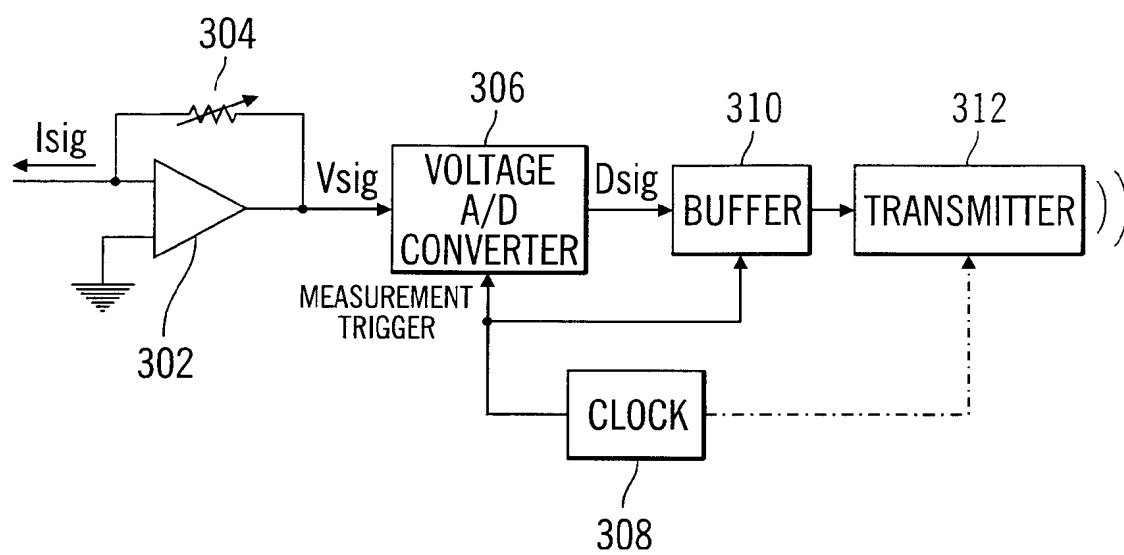 304
306
310
312
Isig
Vsig
VOLTAGE
A/D
CONVERTER
Dsig
BUFFER
TRANSMITTER
MEASUREMENT
TRIGGER
302
CLOCK
308